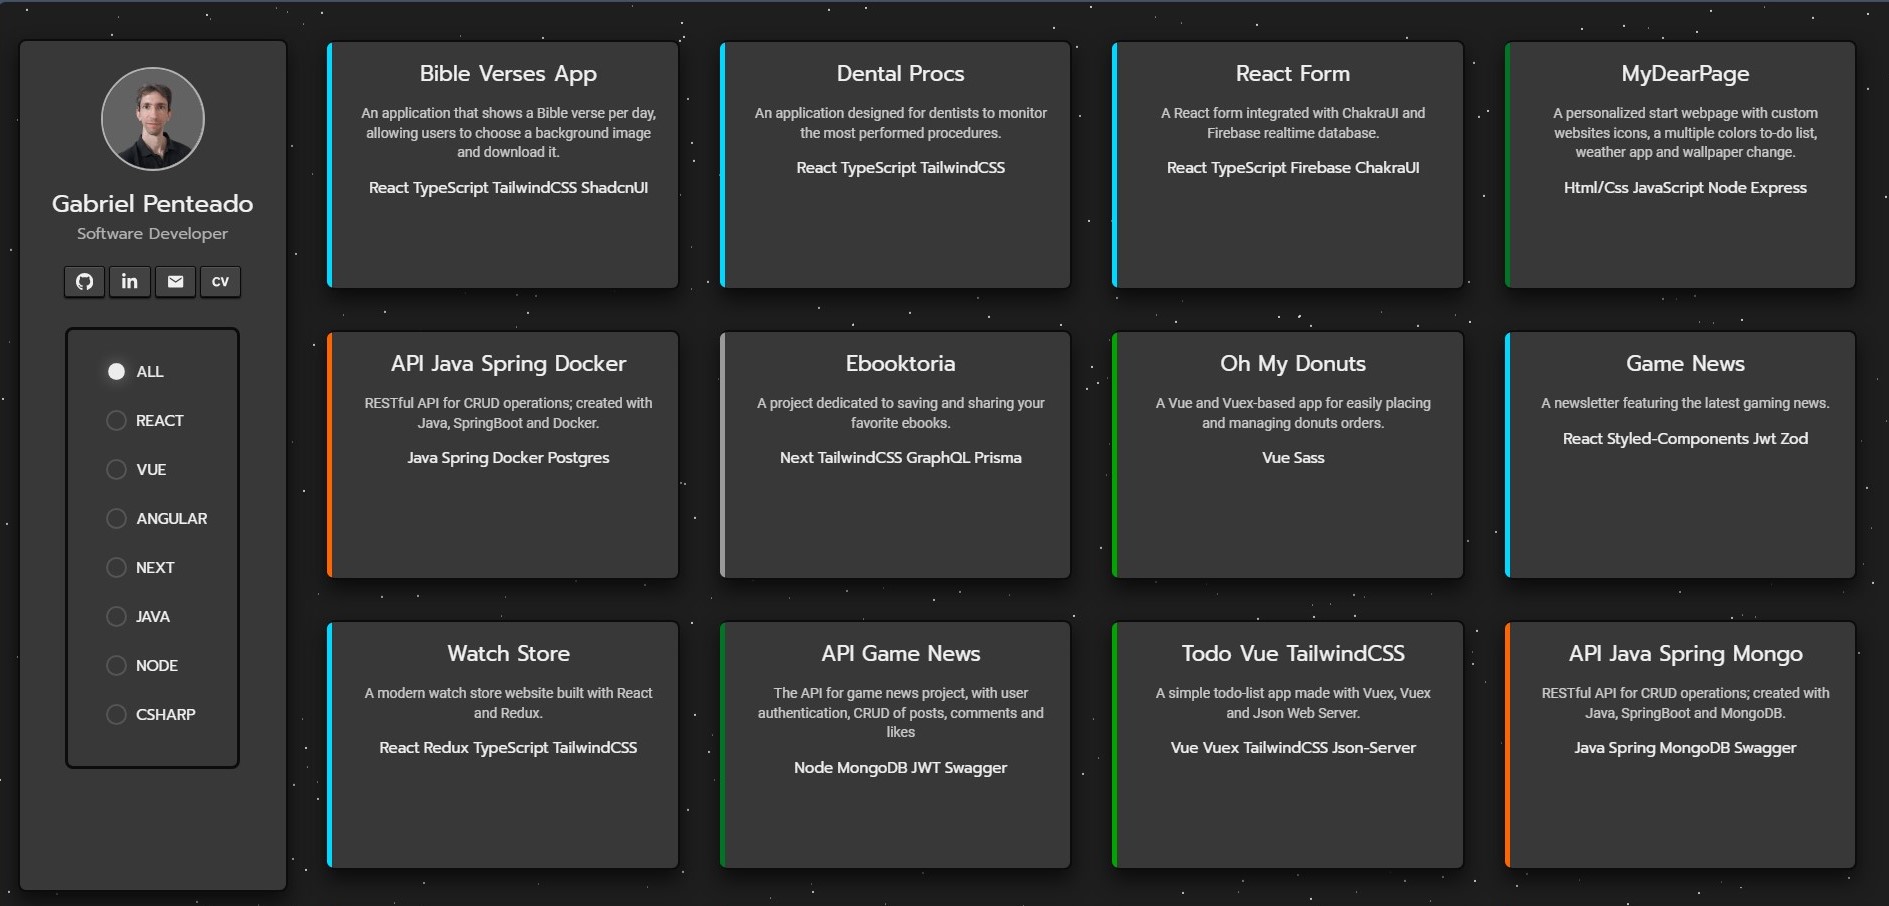 Gabriel Penteado
Software Developer
CV
ALL
REACT
VUE
ANGULAR
NEXT
JAVA
NODE
CSHARP
Bible Verses App
An application that shows a Bible verse per day,
allowing users to choose a background image
and download it.
React TypeScript TailwindCSS ShadcnUI
Dental Procs
An application designed for dentists to monitor
the most performed procedures.
React TypeScript TailwindCSS
React Form
A React form integrated with ChakraUI and
Firebase realtime database.
React TypeScript Firebase ChakraUI
MyDearPage
A personalized start webpage with custom
websites icons, a multiple colors to-do list,
weather app and wallpaper change.
Html/Css JavaScript Node Express
API Java Spring Docker
RESTful API for CRUD operations; created with
Java, SpringBoot and Docker.
Java Spring Docker Postgres
Ebooktoria
A project dedicated to saving and sharing your
favorite ebooks.
Next TailwindCSS GraphQL Prisma
Oh My Donuts
A Vue and Vuex-based app for easily placing
and managing donuts orders.
Vue Sass
Game News
A newsletter featuring the latest gaming news.
React Styled-Components Jwt Zod
Watch Store
A modern watch store website built with React
and Redux.
React Redux TypeScript TailwindCSS
API Game News
The API for game news project, with user
authentication, CRUD of posts, comments and
likes
Node MongoDB JWT Swagger
Todo Vue TailwindCSS
A simple todo-list app made with Vuex, Vuex
and Json Web Server.
Vue Vuex TailwindCSS Json-Server
API Java Spring Mongo
RESTful API for CRUD operations; created with
Java, SpringBoot and MongoDB.
Java Spring MongoDB Swagger